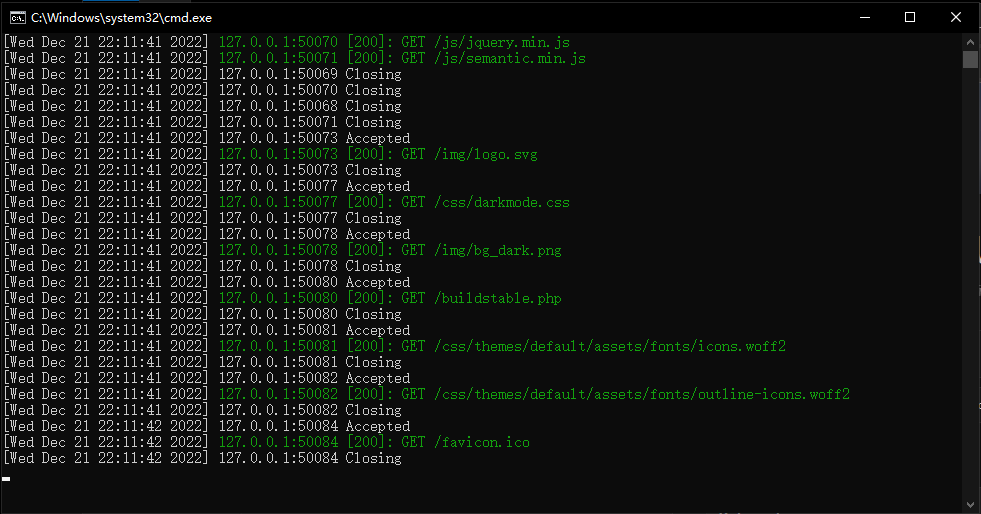 C:\Windows\system32\cmd.exe
[Wed Dec 21 22:11:41 2022] 127.0.0.1:50070 [200]: GET /js/jquery.min.js
[Wed Dec 21 22:11:41 2022] 127.0.0.1:50071 [200]: GET /js/semantic.min.js
[Wed Dec 21 22:11:41 2022] 127.0.0.1:50069 Closing
[Wed Dec 21 22:11:41 2022] 127.0.0.1:50070 Closing
[Wed Dec 21 22:11:41 2022] 127.0.0.1:50068 Closing
[Wed Dec 21 22:11:41 2022] 127.0.0.1:50071 Closing
[Wed Dec 21 22:11:41 2022] 127.0.0.1:50073 Accepted
[Wed Dec 21 22:11:41 2022] 127.0.0.1:50073 [200]: GET /img/logo.svg
[Wed Dec 21 22:11:41 2022] 127.0.0.1:50073 Closing
[Wed Dec 21 22:11:41 2022] 127.0.0.1:50077 Accepted
[Wed Dec 21 22:11:41 2022] 127.0.0.1:50077 [200]: GET /css/darkmode.css
[Wed Dec 21 22:11:41 2022] 127.0.0.1:50077 Closing
[Wed Dec 21 22:11:41 2022] 127.0.0.1:50078 Accepted
[Wed Dec 21 22:11:41 2022] 127.0.0.1:50078 [200]: GET /img/bg_dark.png
[Wed Dec 21 22:11:41 2022] 127.0.0.1:50078 Closing
[Wed Dec 21 22:11:41 2022] 127.0.0.1:50080 Accepted
[Wed Dec 21 22:11:41 2022] 127.0.0.1:50080 [200]: GET /buildstable.php
[Wed Dec 21 22:11:41 2022] 127.0.0.1:50080 Closing
[Wed Dec 21 22:11:41 2022] 127.0.0.1:50081 Accepted
[Wed Dec 21 22:11:41 2022] 127.0.0.1:50081 [200]: GET /css/themes/default/assets/fonts/icons.woff2
[Wed Dec 21 22:11:41 2022] 127.0.0.1:50081 Closing
[Wed Dec 21 22:11:41 2022] 127.0.0.1:50082 Accepted
[Wed Dec 21 22:11:41 2022] 127.0.0.1:50082 [200]: GET /css/themes/default/assets/fonts/outline-icons.woff2
[Wed Dec 21 22:11:41 2022] 127.0.0.1:50082 Closing
[Wed Dec 21 22:11:42 2022] 127.0.0.1:50084 Accepted
[Wed Dec 21 22:11:42 2022] 127.0.0.1:50084 [200]: GET /favicon.ico
[Wed Dec 21 22:11:42 2022] 127.0.0.1:50084 Closing